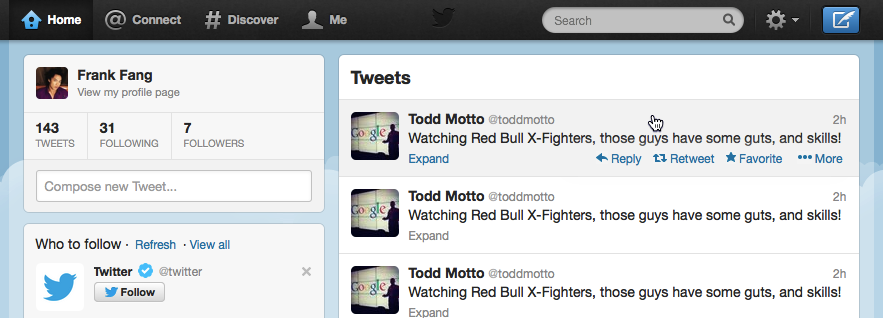 Home
Connect
Discover
Me
Search
Frank Fang
View my profile page
143
TWEETS
31
FOLLOWING
7
FOLLOWERS
Compose new Tweet...
Who to follow · Refresh · View all
Twitter @twitter
Follow
Tweets
Todd Motto @toddmotto 2h
Watching Red Bull X-Fighters, those guys have some guts, and skills!
Expand Reply Retweet Favorite More
Google
Todd Motto @toddmotto 2h
Watching Red Bull X-Fighters, those guys have some guts, and skills!
Expand
Google
Todd Motto @toddmotto 2h
Watching Red Bull X-Fighters, those guys have some guts, and skills!
Expand
Google